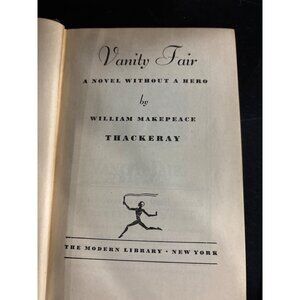 Vanity Fair
A NOVEL WITHOUT A HERO
by
WILLIAM MAKEPEACE
THACKERAY
THE MODERN LIBRARY · NEW YORK